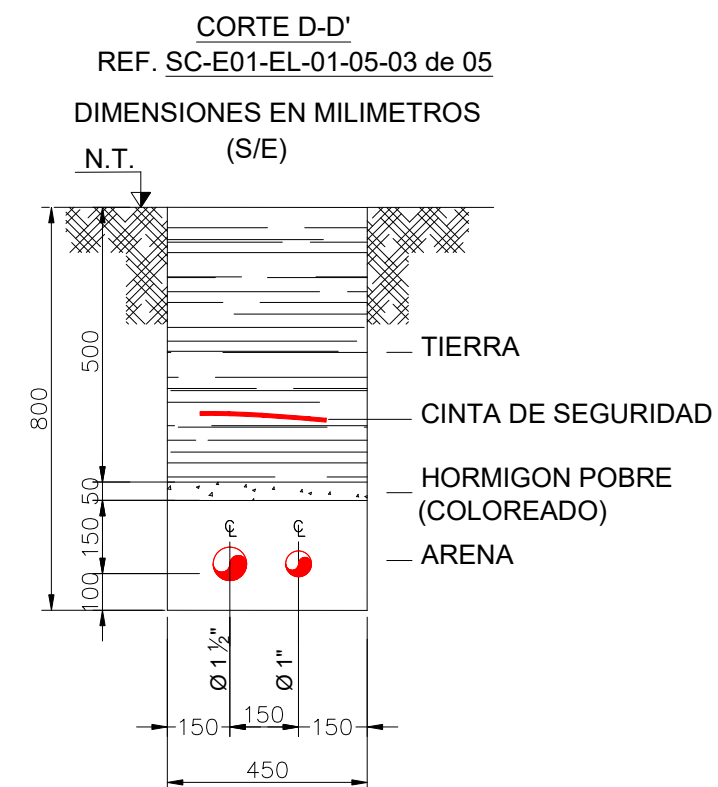 CORTE D-D'
REF. SC-E01-EL-01-05-03 de 05
DIMENSIONES EN MILIMETROS
(S/E)
N.T.
800
500
50
150
100
TIERRA
CINTA DE SEGURIDAD
HORMIGON POBRE
(COLOREADO)
ARENA
℄ ℄
Ø 1 ½" Ø 1"
150 150 150
450